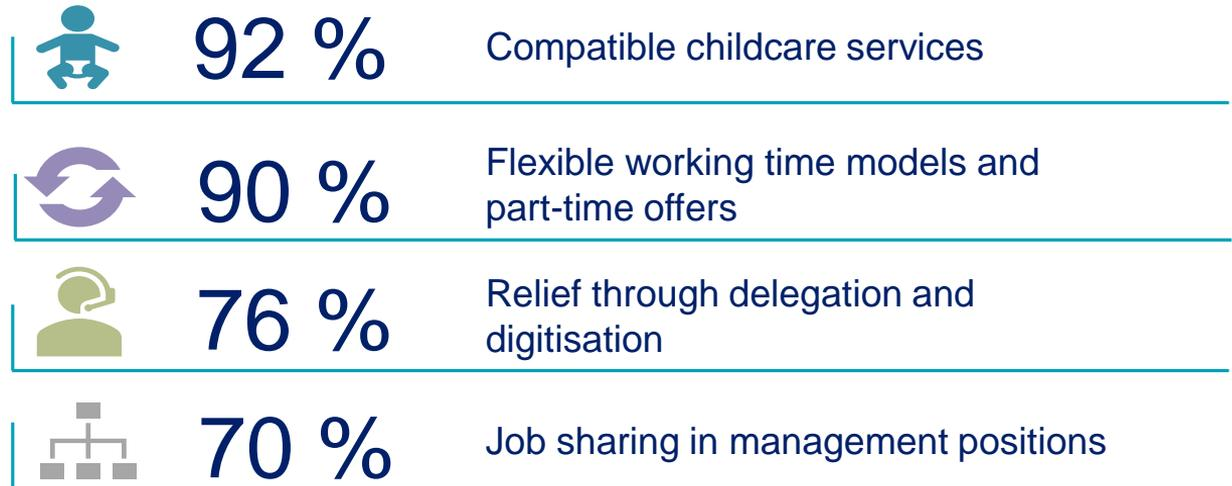 92 % Compatible childcare services
90 % Flexible working time models and
part-time offers
76 % Relief through delegation and
digitisation
70 % Job sharing in management positions